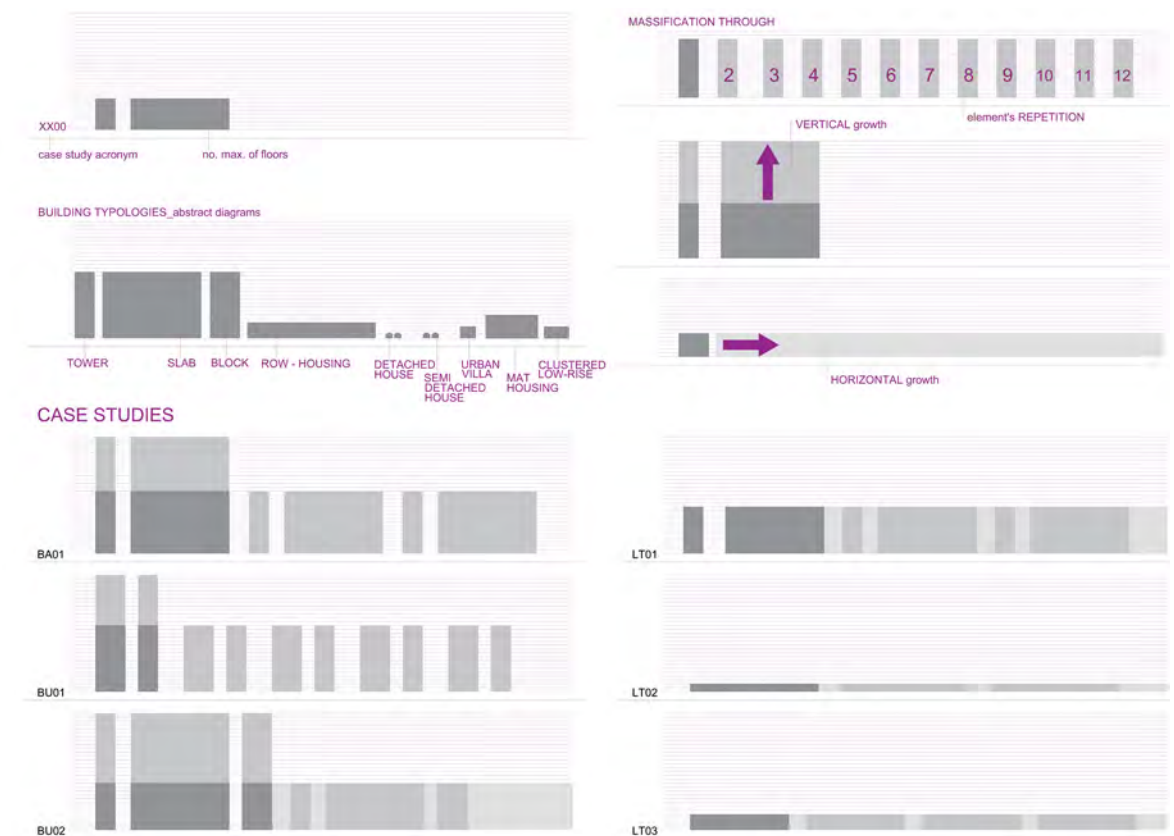 XX00
case study acronym
no. max. of floors
BUILDING TYPOLOGIES_abstract diagrams
TOWER
SLAB
BLOCK
ROW - HOUSING
DETACHED
HOUSE
SEMI
DETACHED
HOUSE
URBAN
VILLA
MAT
HOUSING
CLUSTERED
LOW-RISE
MASSIFICATION THROUGH
2 3 4 5 6 7 8 9 10 11 12
element's REPETITION
VERTICAL growth
HORIZONTAL growth
CASE STUDIES
BA01
BU01
BU02
LT01
LT02
LT03